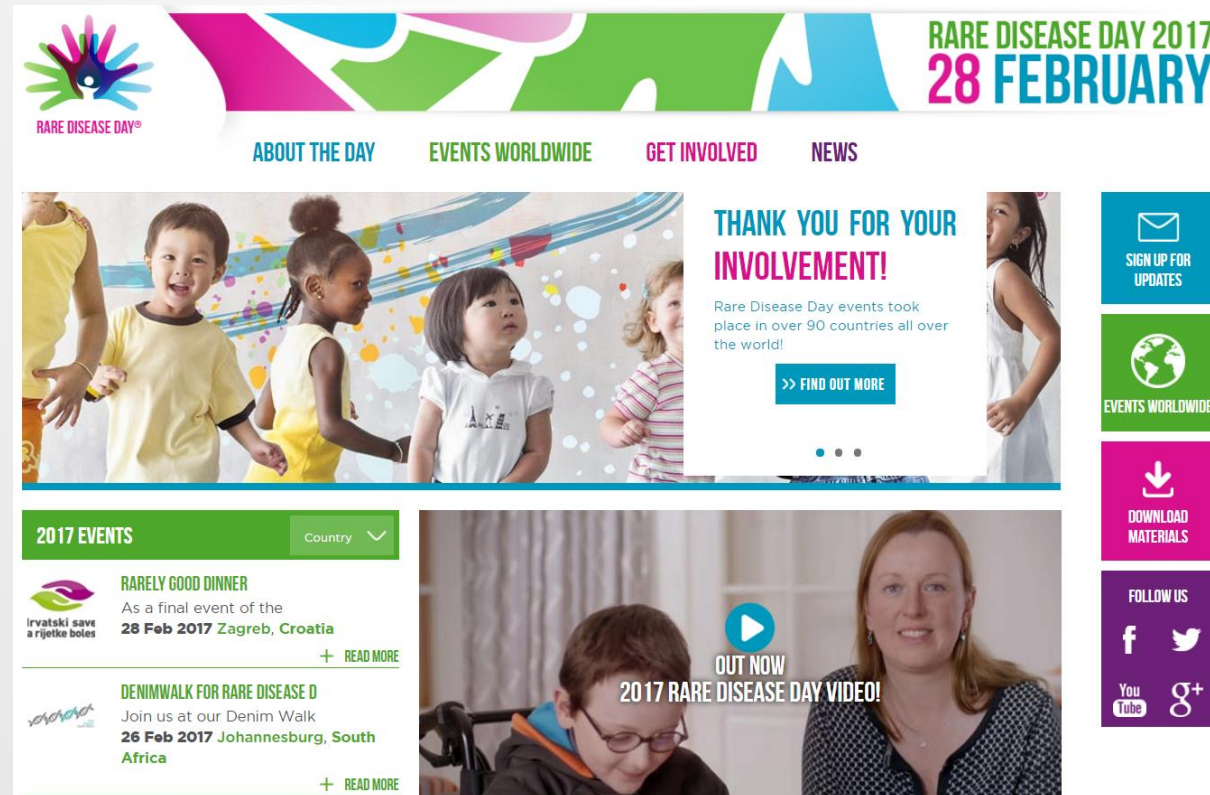 RARE DISEASE DAY®
RARE DISEASE DAY 2017
28 FEBRUARY
ABOUT THE DAY
EVENTS WORLDWIDE
GET INVOLVED
NEWS
THANK YOU FOR YOUR
INVOLVEMENT!
Rare Disease Day events took
place in over 90 countries all over
the world!
>> FIND OUT MORE
SIGN UP FOR
UPDATES
EVENTS WORLDWIDE
DOWNLOAD
MATERIALS
FOLLOW US
f
You
Tube
g+
2017 EVENTS
Country
rvatski save
a rijetke boles
RARELY GOOD DINNER
As a final event of the
28 Feb 2017 Zagreb, Croatia
+ READ MORE
DENIMWALK FOR RARE DISEASE D
Join us at our Denim Walk
26 Feb 2017 Johannesburg, South
Africa
+ READ MORE
OUT NOW
2017 RARE DISEASE DAY VIDEO!